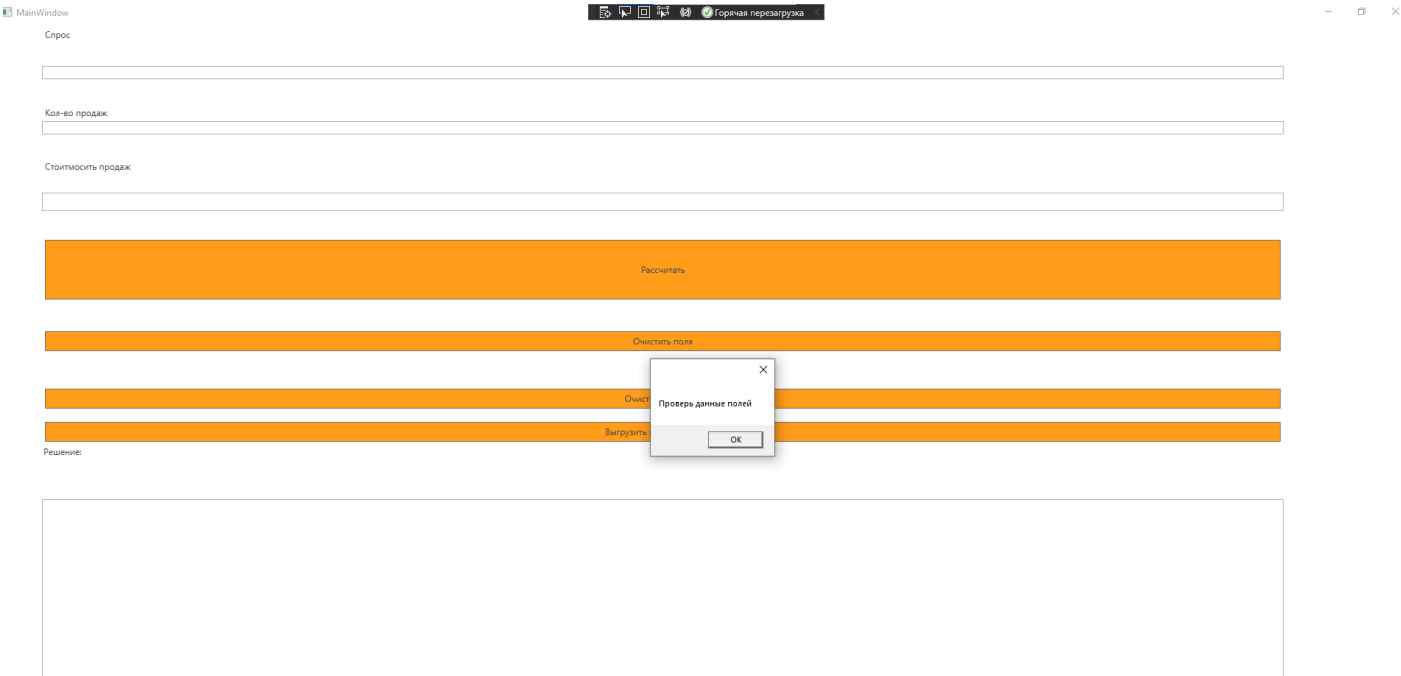 MainWindow
Горячая перезагрузка
Спрос
Кол-во продаж
Стоитмосить продаж
Рассчитать
Очистить поля
Очист
Проверь данные полей
Выгрузить
OK
Решение: